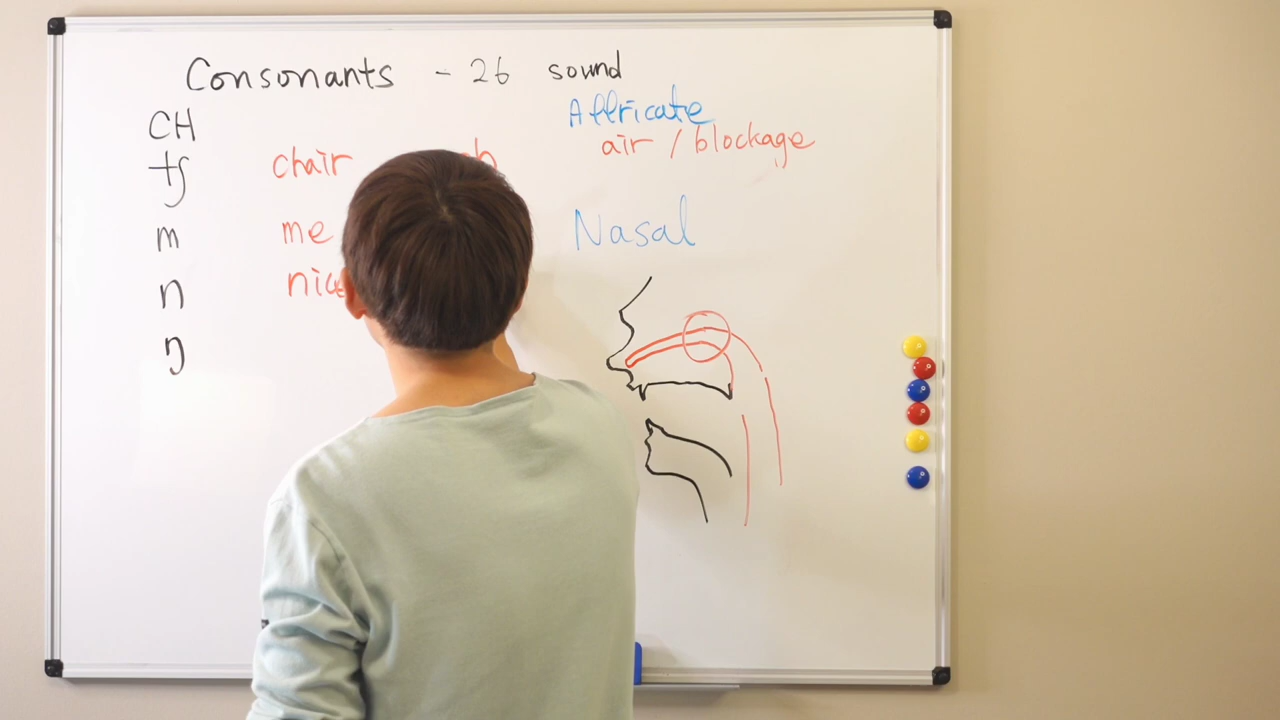 Consonants - 26 sound
CH
Affricate
air / blockage
tʃ chair
m me
Nasal
n
ŋ